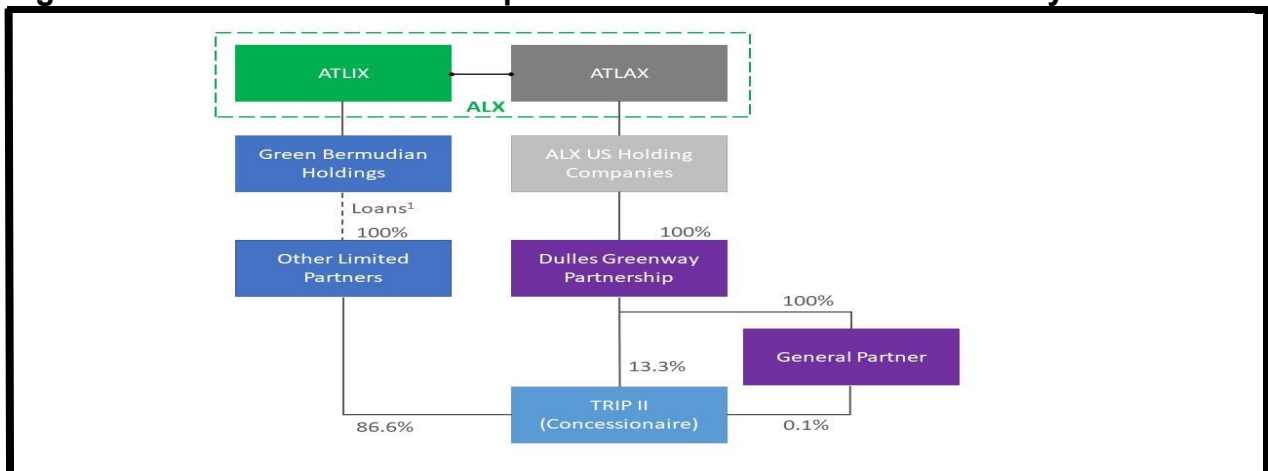 ATLIX
ATLAX
ALX
Green Bermudian
Holdings
ALX US Holding
Companies
Loans¹
100%
100%
Other Limited
Partners
Dulles Greenway
Partnership
100%
General Partner
13.3%
TRIP II
(Concessionaire)
86.6%
0.1%